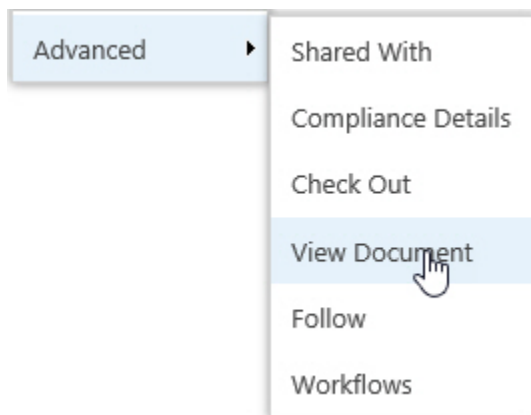 Advanced
Shared With
Compliance Details
Check Out
View Document
Follow
Workflows